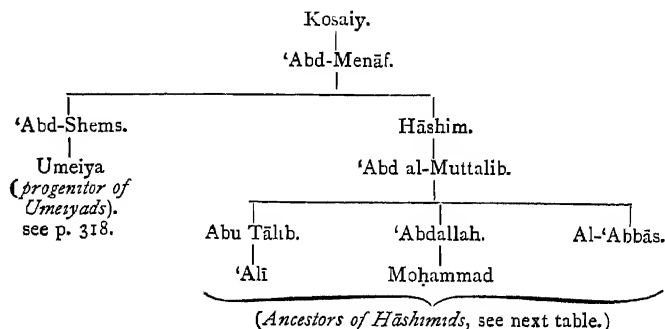 Kosaiy.
‘Abd-Menāf.
‘Abd-Shems. Hāshim.
Umeiya ‘Abd al-Muttalib.
(progenitor of
Umeiyads).
see p. 318. Abu Tālib. ‘Abdallah. Al-‘Abbās.
‘Alī Moḥammad
(Ancestors of Hāshimids, see next table.)